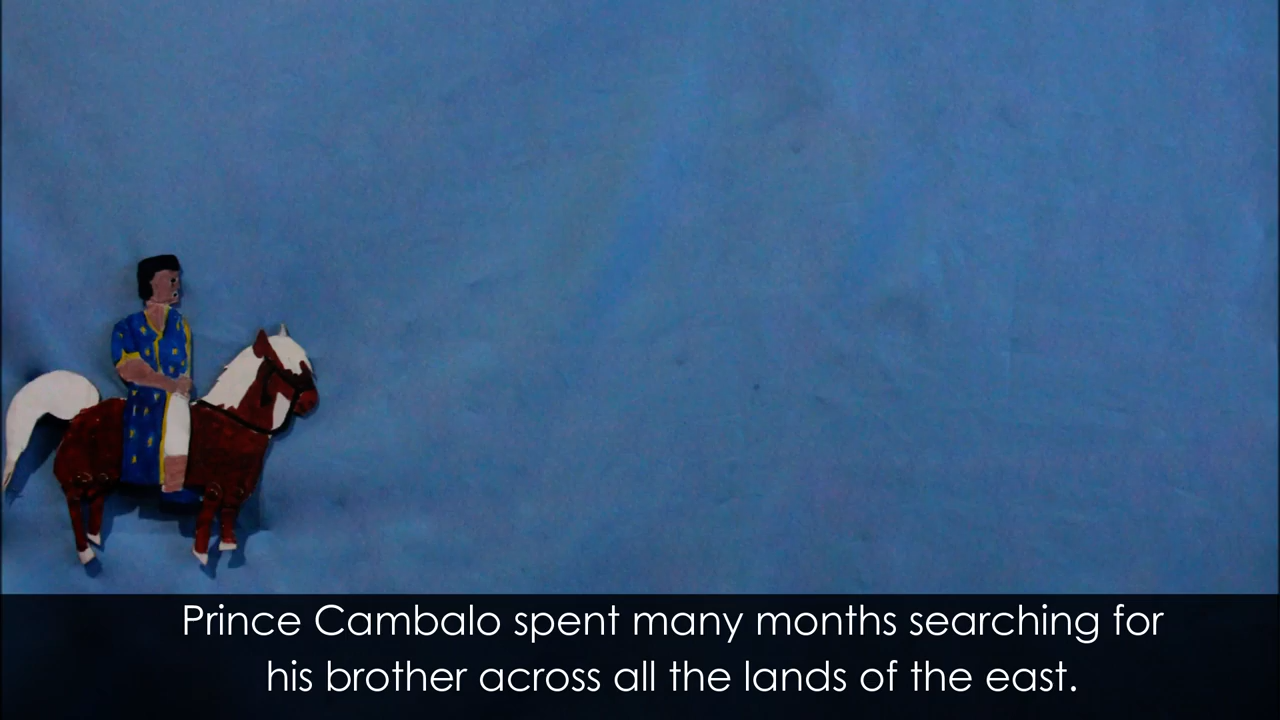 Prince Cambalo spent many months searching for
his brother across all the lands of the east.